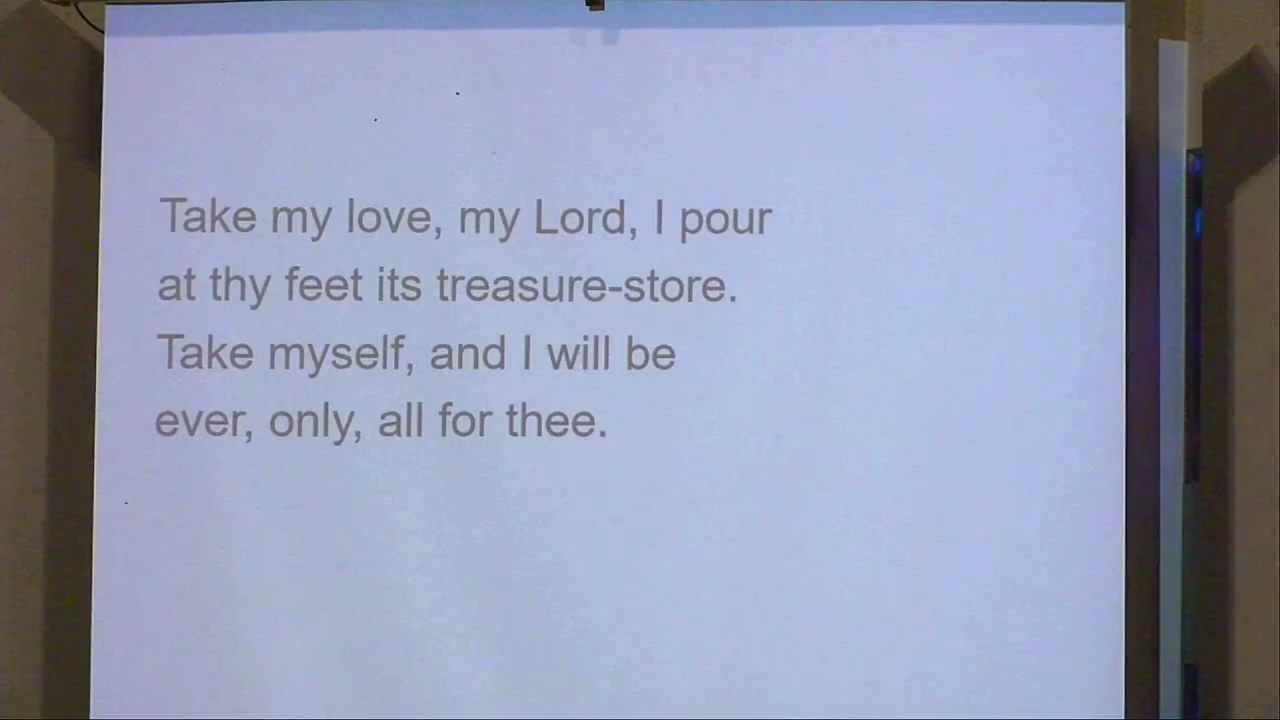 Take my love, my Lord, I pour
at thy feet its treasure-store.
Take myself, and I will be
ever, only, all for thee.